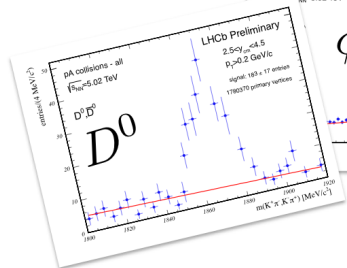 pA collisions - all
√sNN=5.02 TeV
D⁰,D̄⁰
D⁰
LHCb Preliminary
2.5<ycm<4.5
pT>0.2 GeV/c
signal: 183 ± 17 entries
1780370 primary vertices
entries/(4 MeV/c²)
50
40
30
20
10
0
1800
1820
1840
1860
1880
1900
1920
m(K⁺π⁻,K⁻π⁺) [MeV/c²]